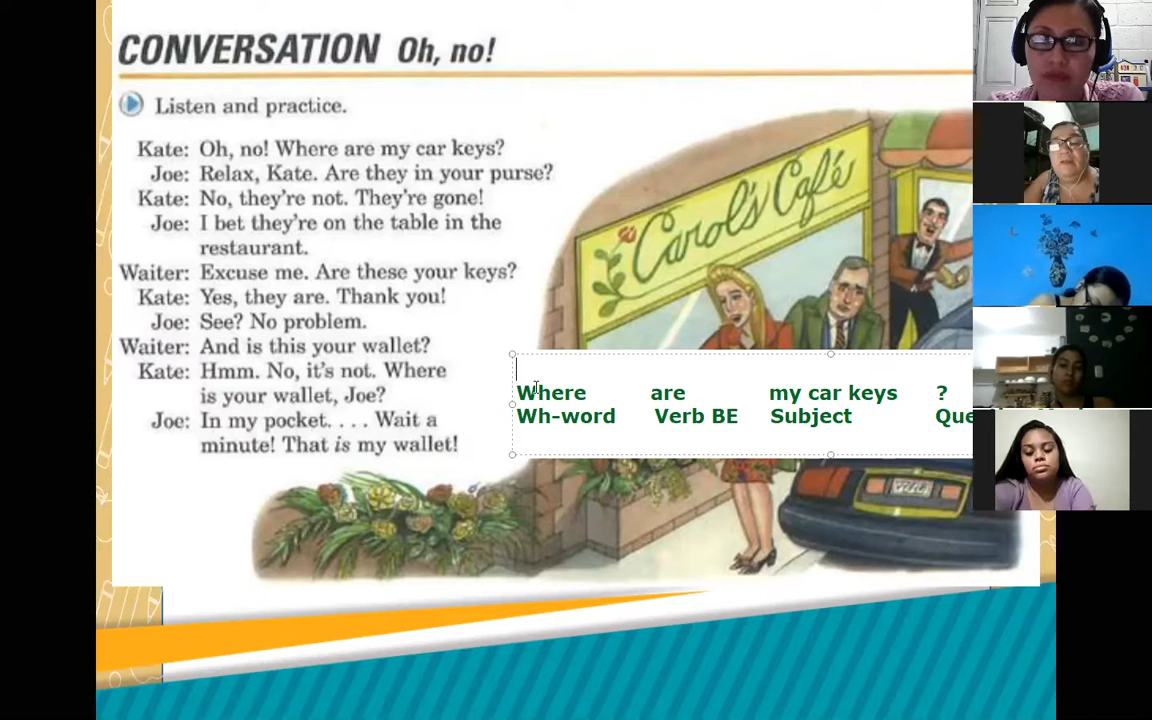 CONVERSATION Oh, no!
Listen and practice.
Kate: Oh, no! Where are my car keys?
Joe: Relax, Kate. Are they in your purse?
Kate: No, they're not. They're gone!
Joe: I bet they're on the table in the
restaurant.
Waiter: Excuse me. Are these your keys?
Kate: Yes, they are. Thank you!
Joe: See? No problem.
Waiter: And is this your wallet?
Kate: Hmm. No, it's not. Where
is your wallet, Joe?
Joe: In my pocket. . . . Wait a
minute! That is my wallet!
Carol's Café
Where are my car keys ?
Wh-word Verb BE Subject